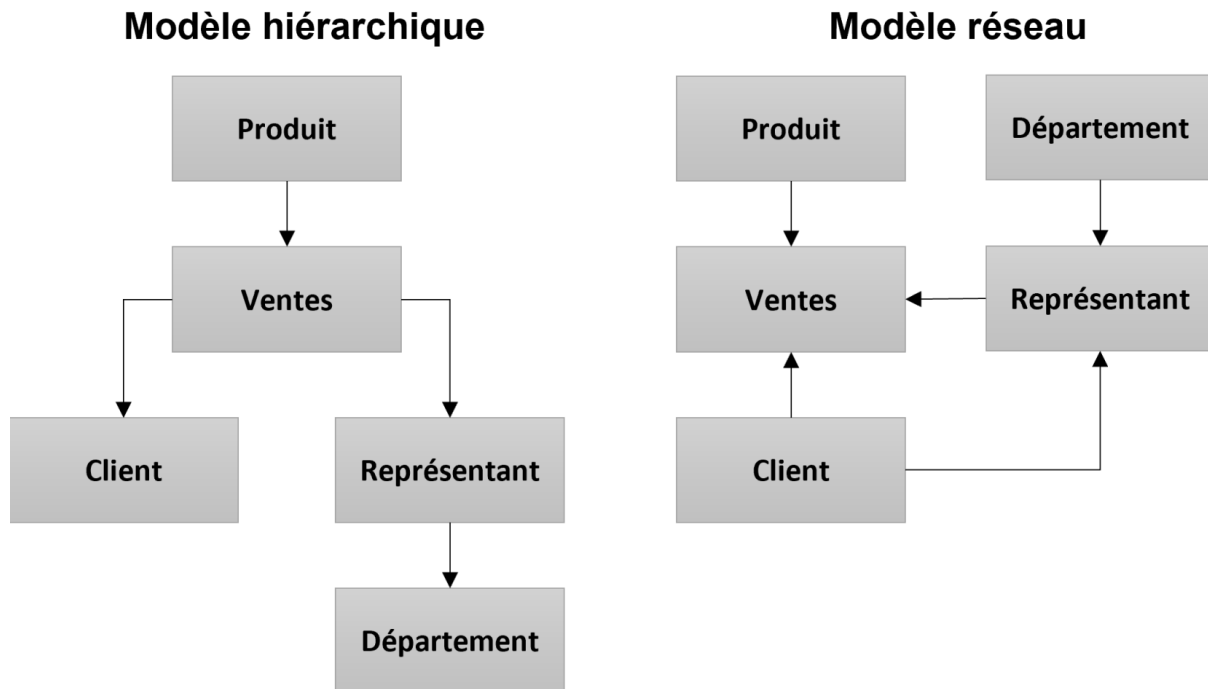 Modèle hiérarchique
Produit
Ventes
Client
Représentant
Département
Modèle réseau
Produit
Département
Ventes
Représentant
Client